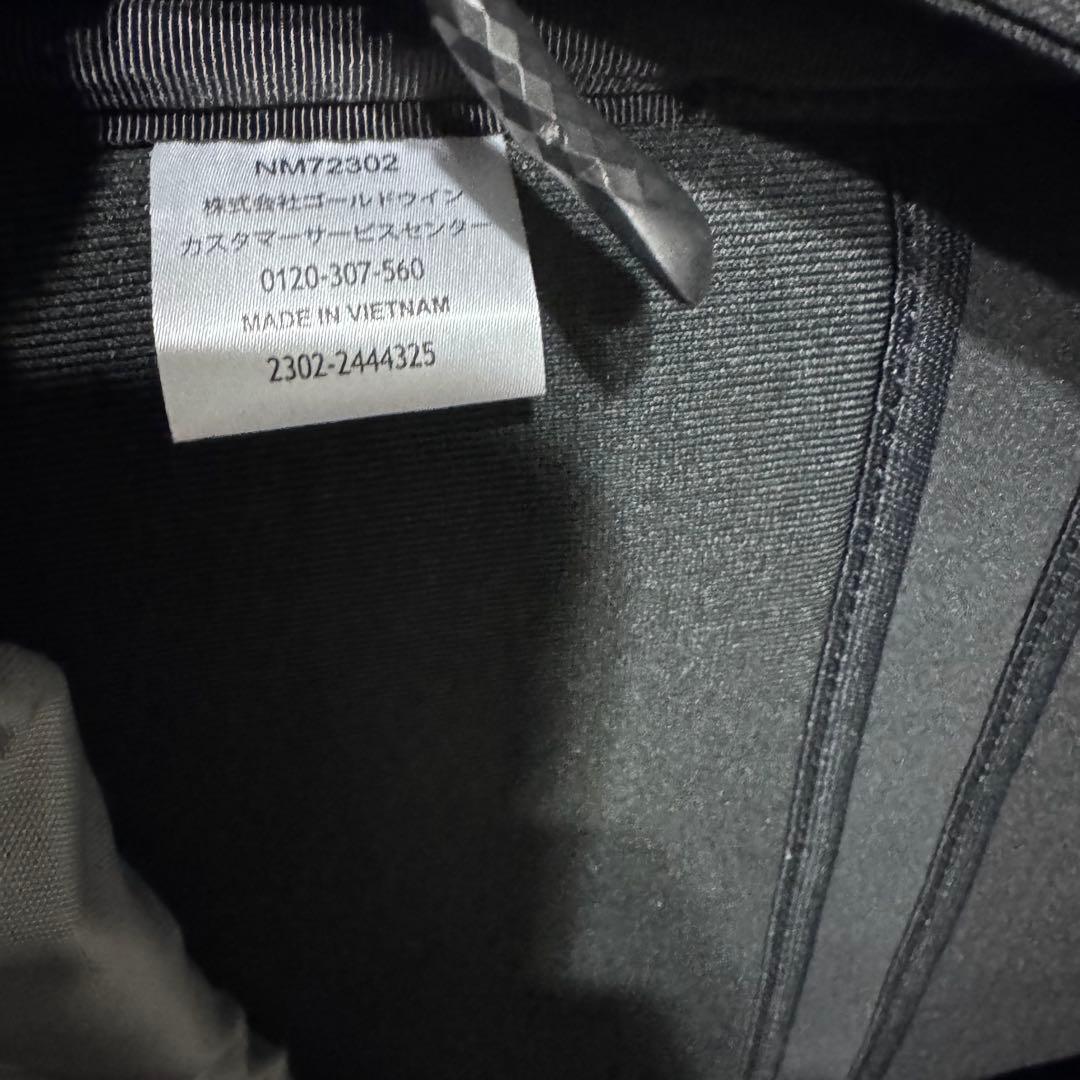 NM72302
株式会社ゴールドウイン
カスタマーサービスセンター
0120-307-560
MADE IN VIETNAM
2302-2444325